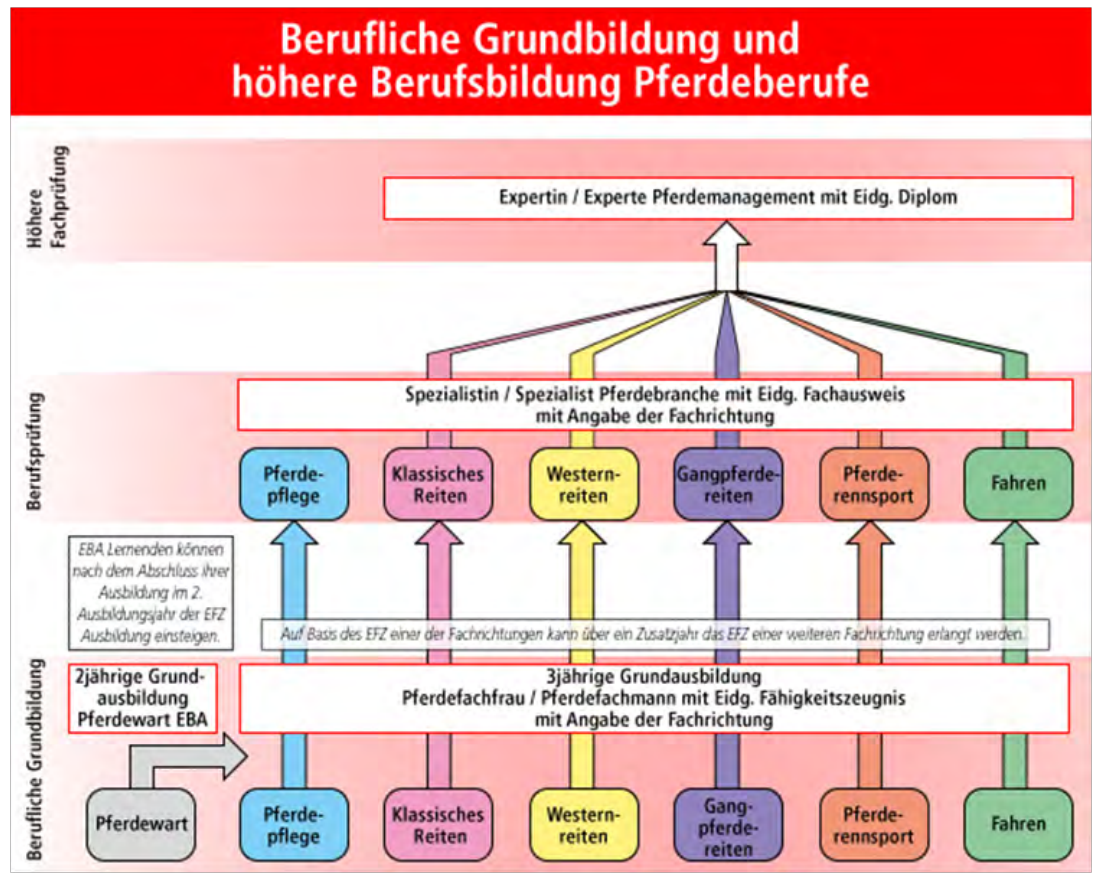 Berufliche Grundbildung und
höhere Berufsbildung Pferdeberufe
Höhere
Fachprüfung
Expertin / Experte Pferdemanagement mit Eidg. Diplom
Berufsprüfung
Spezialistin / Spezialist Pferdebranche mit Eidg. Fachausweis
mit Angabe der Fachrichtung
Pferde-
pflege
Klassisches
Reiten
Western-
reiten
Gangpferde-
reiten
Pferde-
rennsport
Fahren
EBA Lernenden können
nach dem Abschluss ihrer
Ausbildung im 2.
Ausbildungsjahr der EFZ
Ausbildung einsteigen.
Auf Basis des EFZ einer der Fachrichtungen kann über ein Zusatzjahr das EFZ einer weiteren Fachrichtung erlangt werden.
Berufliche Grundbildung
2jährige Grund-
ausbildung
Pferdewart EBA
3jährige Grundausbildung
Pferdefachfrau / Pferdefachmann mit Eidg. Fähigkeitszeugnis
mit Angabe der Fachrichtung
Pferdewart
Pferde-
pflege
Klassisches
Reiten
Western-
reiten
Gang-
pferde-
reiten
Pferde-
rennsport
Fahren